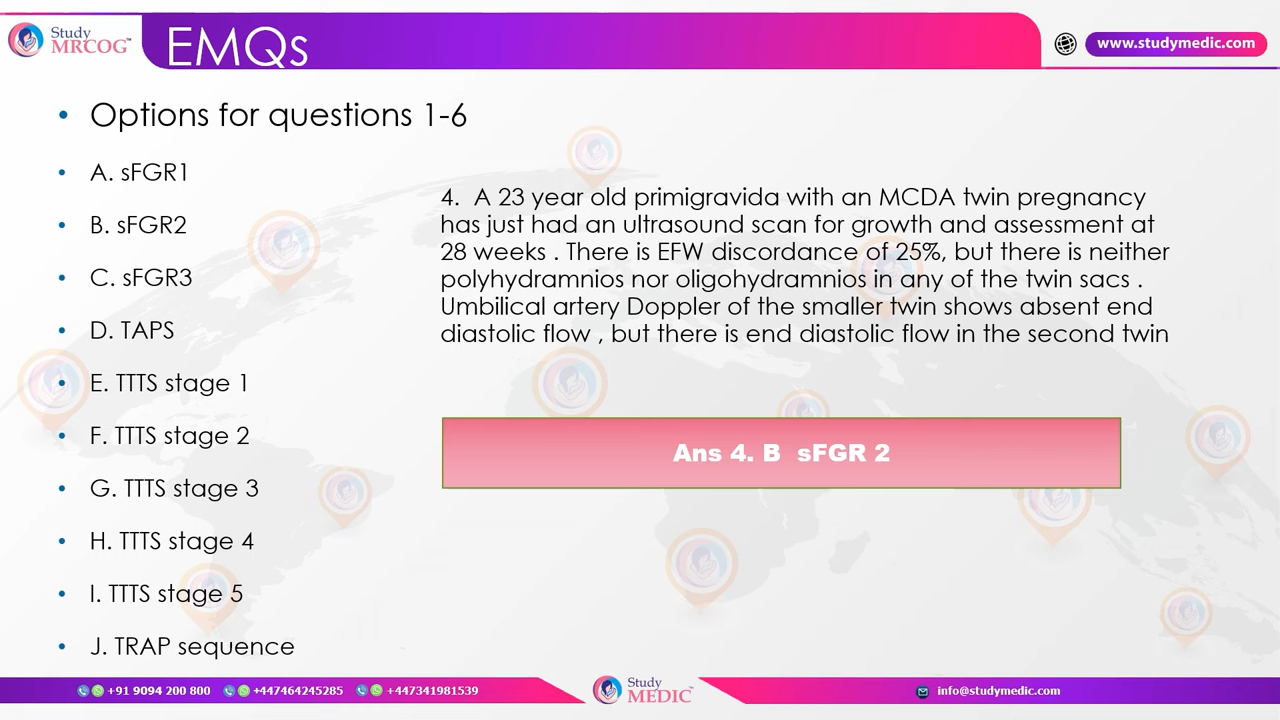 Study
MRCOG™
EMQs
www.studymedic.com
• Options for questions 1-6
• A. sFGR1
• B. sFGR2
• C. sFGR3
• D. TAPS
• E. TTTS stage 1
• F. TTTS stage 2
• G. TTTS stage 3
• H. TTTS stage 4
• I. TTTS stage 5
• J. TRAP sequence
4. A 23 year old primigravida with an MCDA twin pregnancy
has just had an ultrasound scan for growth and assessment at
28 weeks . There is EFW discordance of 25%, but there is neither
polyhydramnios nor oligohydramnios in any of the twin sacs .
Umbilical artery Doppler of the smaller twin shows absent end
diastolic flow , but there is end diastolic flow in the second twin
Ans 4. B sFGR 2
+91 9094 200 800 +447464245285 +447341981539
Study
MEDIC™
info@studymedic.com